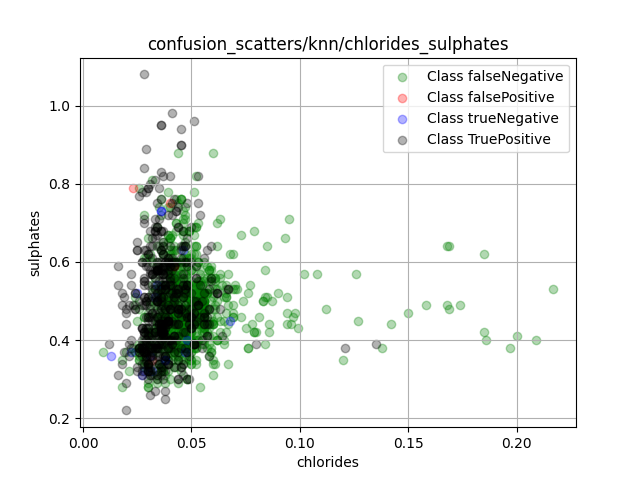 confusion_scatters/knn/chlorides_sulphates
Class falseNegative
Class falsePositive
Class trueNegative
Class TruePositive
1.0
0.8
0.6
0.4
0.2
sulphates
0.00 0.05 0.10 0.15 0.20
chlorides